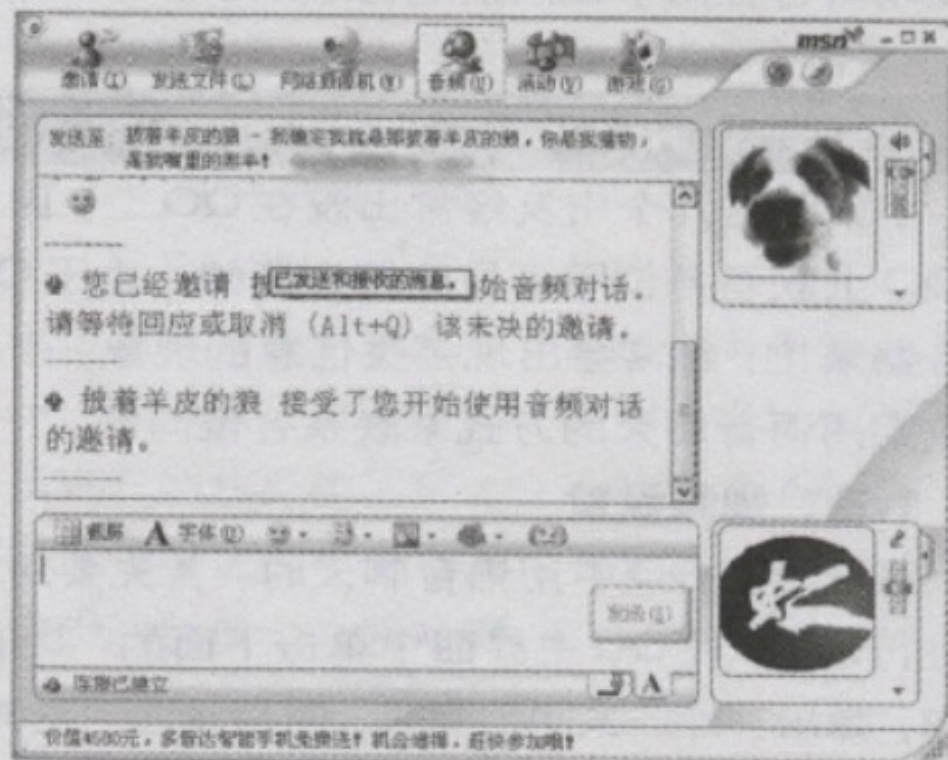 msn
邀请(I) 发送文件(L) 网络摄像机(W) 音频(U) 活动(V) 游戏(G)
发送至: 披着羊皮的狼 - 我确定我就是那披着羊皮的狼，你是我猎物，
是我嘴里的羔羊!
您已经邀请 披 已发送和接收的消息。 始音频对话。
请等待回应或取消 (Alt+Q) 该未决的邀请。
披着羊皮的狼 接受了您开始使用音频对话
的邀请。
截屏 A 字体(D)
发送(S)
连接已建立
A
价值4580元，多普达智能手机免费送! 机会难得，赶快参加哦!